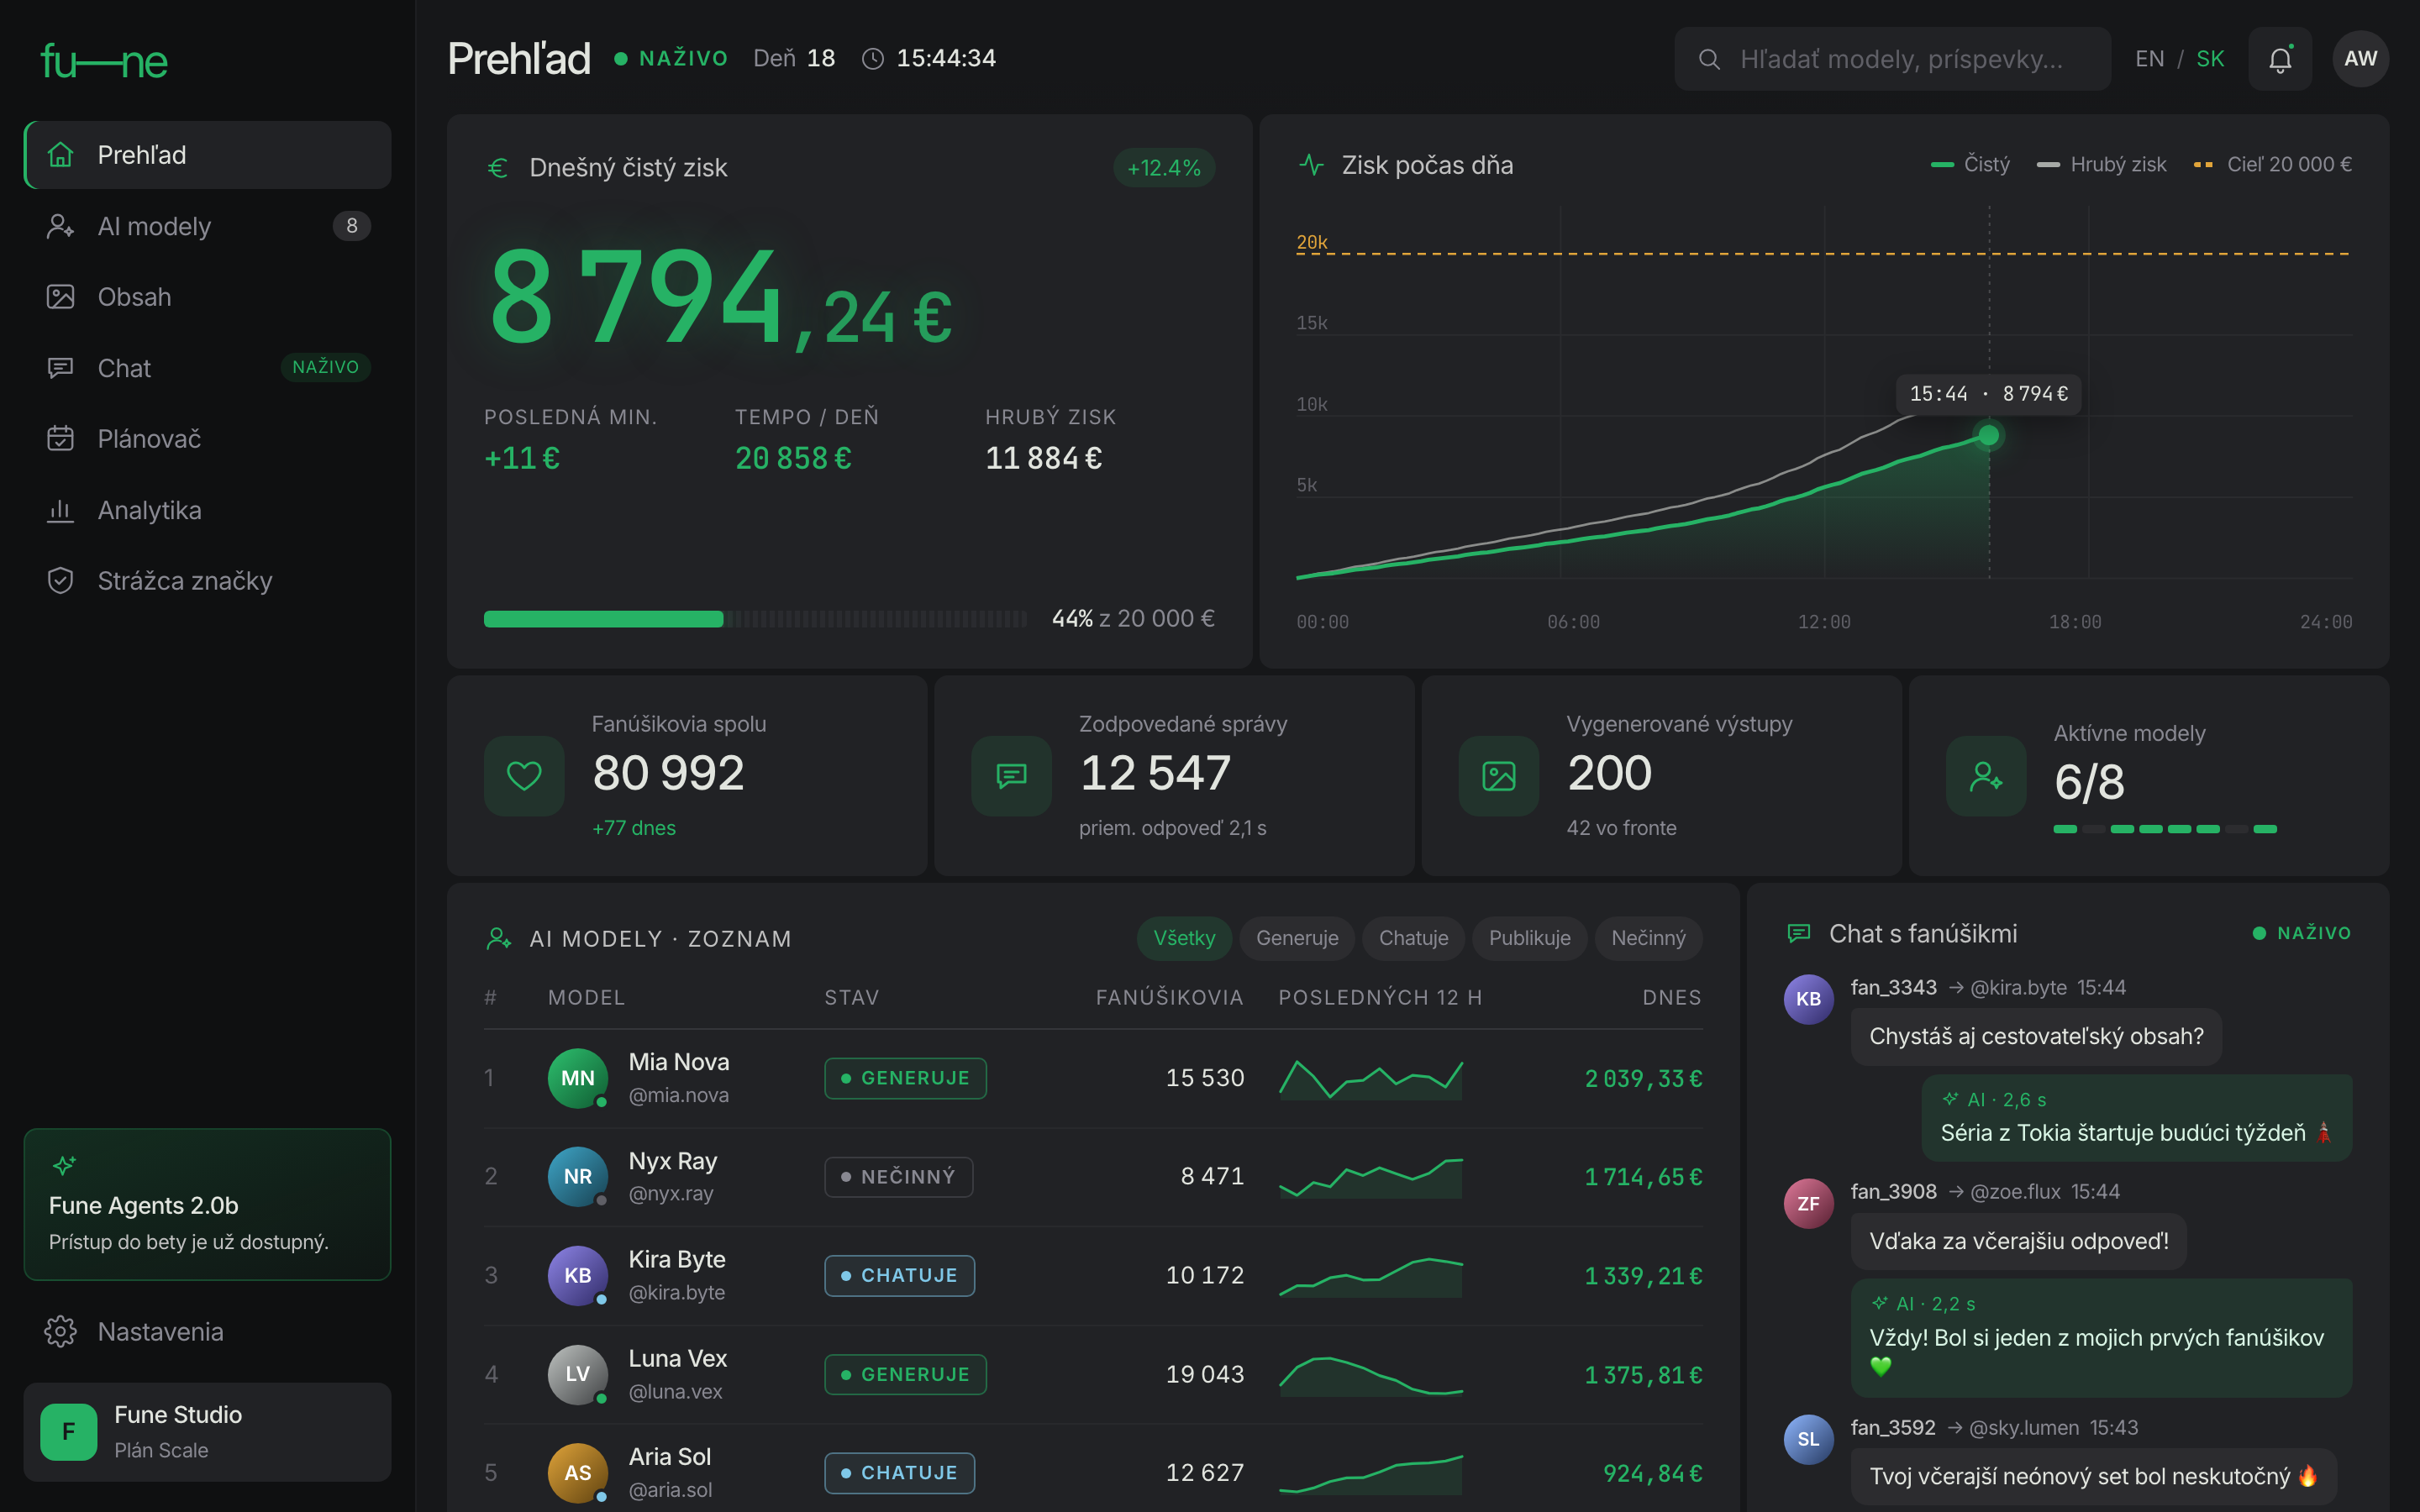 fu—ne
Prehľad
AI modely 8
Obsah
Chat NAŽIVO
Plánovač
Analytika
Strážca značky
Fune Agents 2.0b
Prístup do bety je už dostupný.
Nastavenia
F Fune Studio
Plán Scale
Prehľad NAŽIVO Deň 18 15:44:34
Hľadať modely, príspevky...
EN / SK
AW
€ Dnešný čistý zisk +12.4%
8 794,24 €
POSLEDNÁ MIN. TEMPO / DEŇ HRUBÝ ZISK
+11 € 20 858 € 11 884 €
44% z 20 000 €
Zisk počas dňa Čistý Hrubý zisk Cieľ 20 000 €
20k
15k
10k
5k
15:44 · 8 794 €
00:00 06:00 12:00 18:00 24:00
Fanúšikovia spolu
80 992
+77 dnes
Zodpovedané správy
12 547
priem. odpoveď 2,1 s
Vygenerované výstupy
200
42 vo fronte
Aktívne modely
6/8
AI MODELY · ZOZNAM Všetky Generuje Chatuje Publikuje Nečinný
# MODEL STAV FANÚŠIKOVIA POSLEDNÝCH 12 H DNES
1 MN Mia Nova GENERUJE 15 530 2 039,33 €
@mia.nova
2 NR Nyx Ray NEČINNÝ 8 471 1 714,65 €
@nyx.ray
3 KB Kira Byte CHATUJE 10 172 1 339,21 €
@kira.byte
4 LV Luna Vex GENERUJE 19 043 1 375,81 €
@luna.vex
5 AS Aria Sol CHATUJE 12 627 924,84 €
@aria.sol
Chat s fanúšikmi NAŽIVO
KB fan_3343 → @kira.byte 15:44
Chystáš aj cestovateľský obsah?
AI · 2,6 s
Séria z Tokia štartuje budúci týždeň 🗼
ZF fan_3908 → @zoe.flux 15:44
Vďaka za včerajšiu odpoveď!
AI · 2,2 s
Vždy! Bol si jeden z mojich prvých fanúšikov
💚
SL fan_3592 → @sky.lumen 15:43
Tvoj včerajší neónový set bol neskutočný 🔥